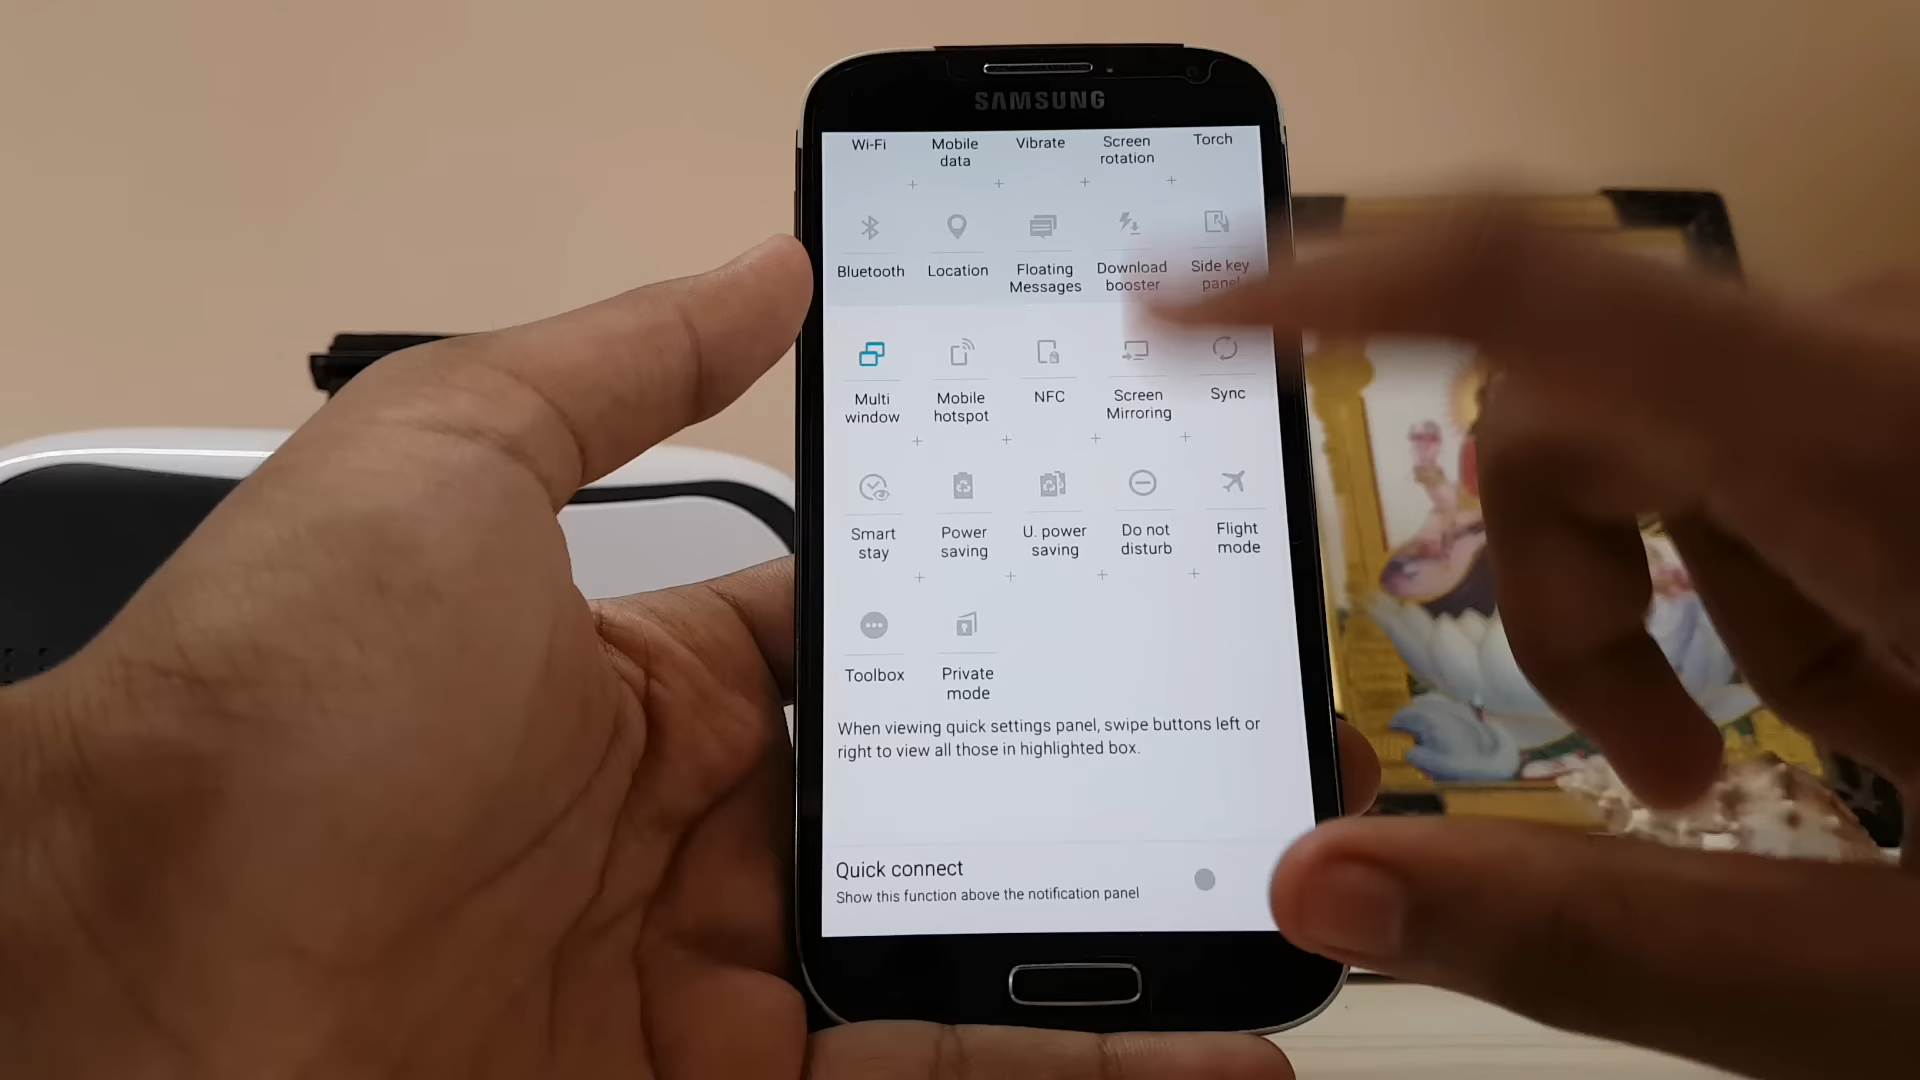 SAMSUNG
Wi-Fi
Mobile
data
Vibrate
Screen
rotation
Torch
Bluetooth
Location
Floating
Messages
Download
booster
Side key
panel
Multi
window
Mobile
hotspot
NFC
Screen
Mirroring
Sync
Smart
stay
Power
saving
U. power
saving
Do not
disturb
Flight
mode
Toolbox
Private
mode
When viewing quick settings panel, swipe buttons left or
right to view all those in highlighted box.
Quick connect
Show this function above the notification panel